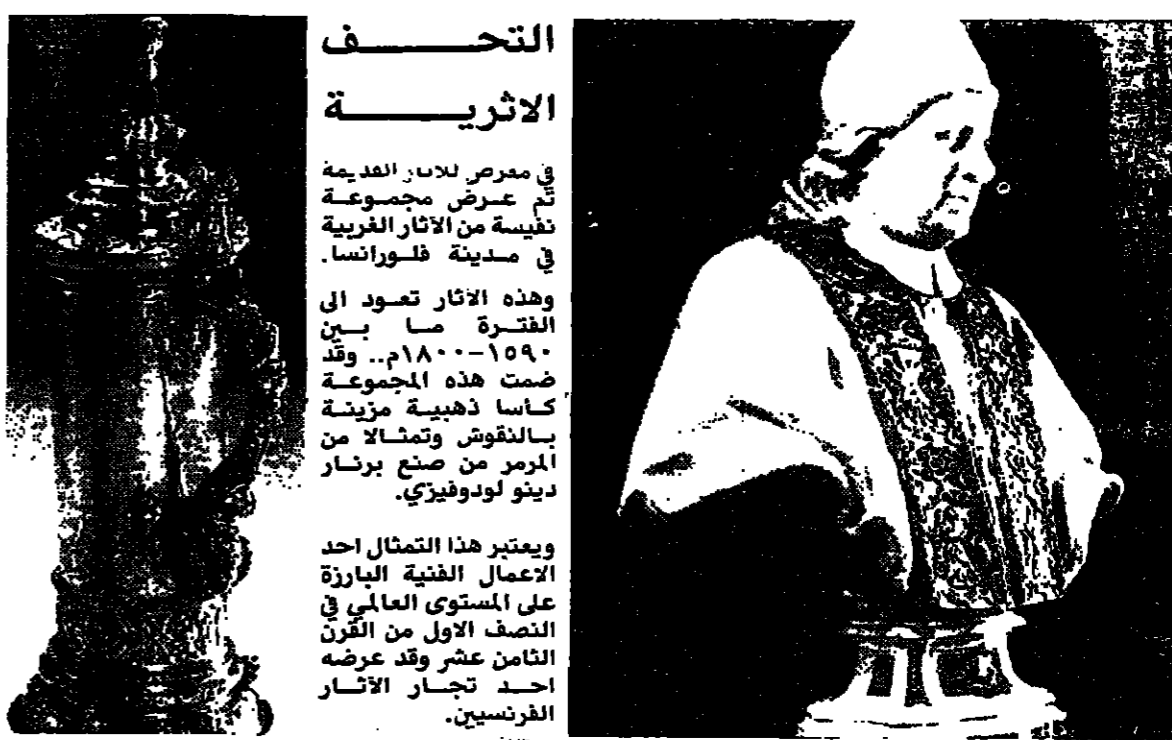 التحف
الاثرية
في معرض للاثار القديمة
تم عرض مجموعة
نفيسة من الآثار الغربية
في مدينة فلورانسا.
وهذه الآثار تعود الى
الفترة ما بين
١٥٩٠-١٨٠٠م.. وقد
ضمت هذه المجموعة
كأسا ذهبية مزينة
بالنقوش وتمثالا من
المرمر من صنع برنار
دينو لودوفيزي.
ويعتبر هذا التمثال احد
الاعمال الفنية البارزة
على المستوى العالمي في
النصف الاول من القرن
الثامن عشر وقد عرضه
احد تجار الآثار
الفرنسيين.